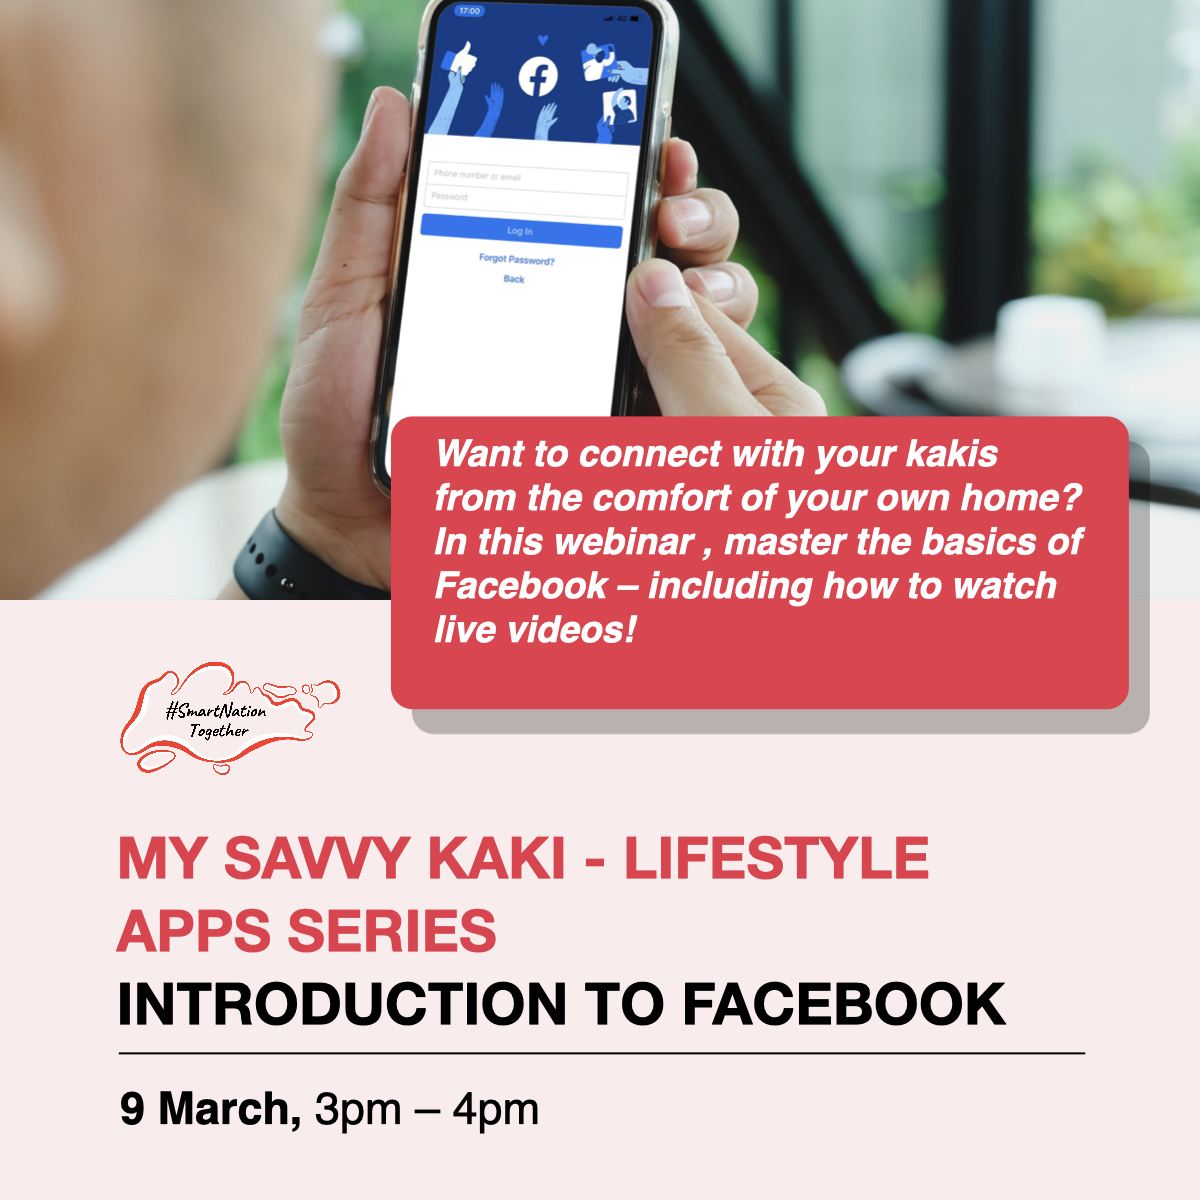 17:00
4G
Phone number or email
Password
Log In
Forgot Password?
Back
Want to connect with your kakis
from the comfort of your own home?
In this webinar , master the basics of
Facebook – including how to watch
live videos!
#SmartNation
Together
MY SAVVY KAKI - LIFESTYLE
APPS SERIES
INTRODUCTION TO FACEBOOK
9 March, 3pm – 4pm